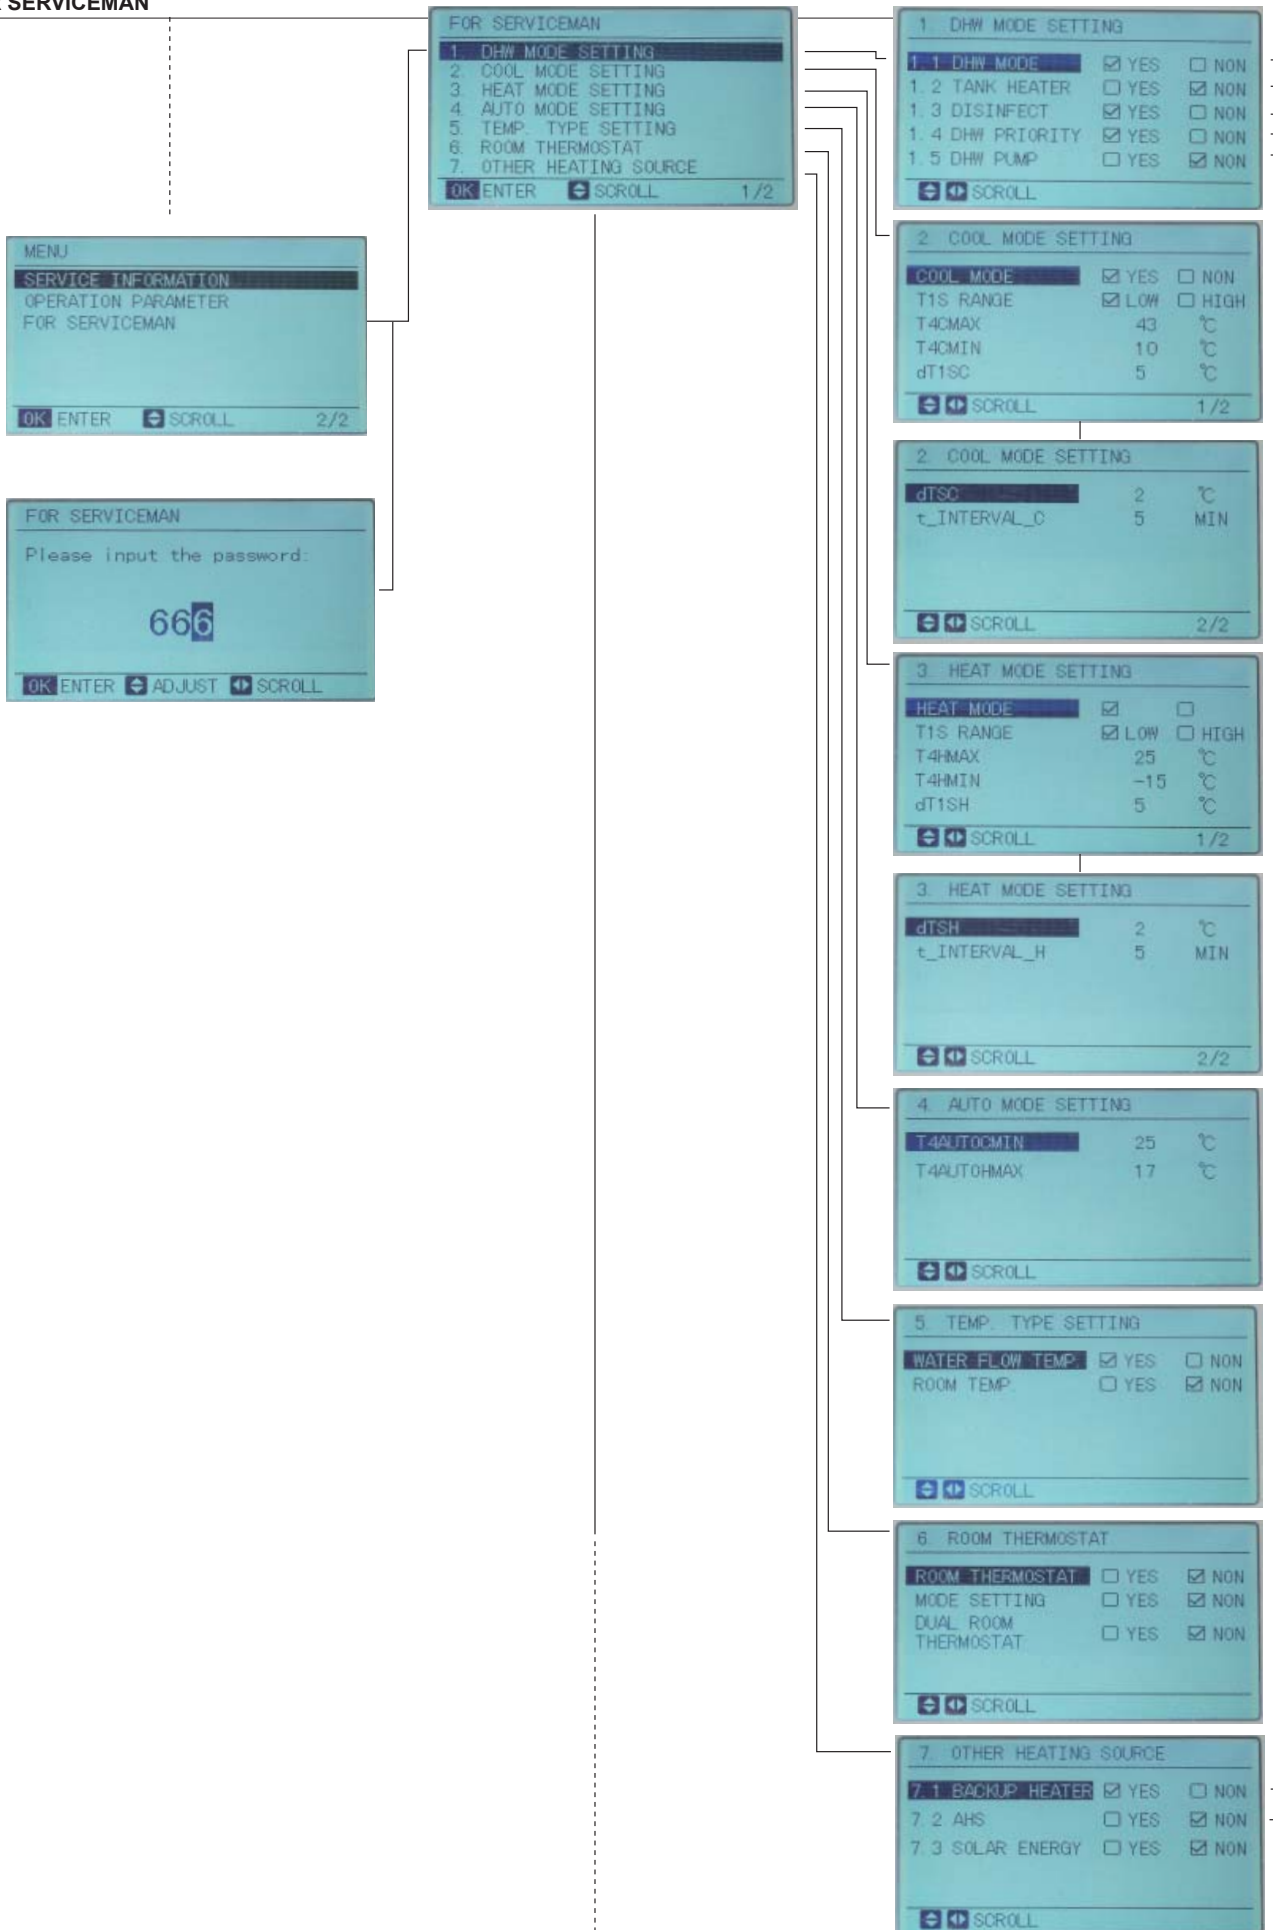 SERVICEMAN
MENU
SERVICE INFORMATION
OPERATION PARAMETER
FOR SERVICEMAN
OK ENTER SCROLL 2/2
FOR SERVICEMAN
Please input the password:
666
OK ENTER ADJUST SCROLL
FOR SERVICEMAN
1. DHW MODE SETTING
2. COOL MODE SETTING
3. HEAT MODE SETTING
4. AUTO MODE SETTING
5. TEMP. TYPE SETTING
6. ROOM THERMOSTAT
7. OTHER HEATING SOURCE
OK ENTER SCROLL 1/2
1. DHW MODE SETTING
1.1 DHW MODE YES NON
1.2 TANK HEATER YES NON
1.3 DISINFECT YES NON
1.4 DHW PRIORITY YES NON
1.5 DHW PUMP YES NON
SCROLL
2. COOL MODE SETTING
COOL MODE YES NON
T1S RANGE LOW HIGH
T4CMAX 43 ℃
T4CMIN 10 ℃
dT1SC 5 ℃
SCROLL 1/2
2. COOL MODE SETTING
dTSC 2 ℃
t_INTERVAL_C 5 MIN
SCROLL 2/2
3. HEAT MODE SETTING
HEAT MODE
T1S RANGE LOW HIGH
T4HMAX 25 ℃
T4HMIN -15 ℃
dT1SH 5 ℃
SCROLL 1/2
3. HEAT MODE SETTING
dTSH 2 ℃
t_INTERVAL_H 5 MIN
SCROLL 2/2
4. AUTO MODE SETTING
T4AUTOCMIN 25 ℃
T4AUTOHMAX 17 ℃
SCROLL
5. TEMP. TYPE SETTING
WATER FLOW TEMP. YES NON
ROOM TEMP. YES NON
SCROLL
6. ROOM THERMOSTAT
ROOM THERMOSTAT YES NON
MODE SETTING YES NON
DUAL ROOM
THERMOSTAT YES NON
SCROLL
7. OTHER HEATING SOURCE
7.1 BACKUP HEATER YES NON
7.2 AHS YES NON
7.3 SOLAR ENERGY YES NON
SCROLL